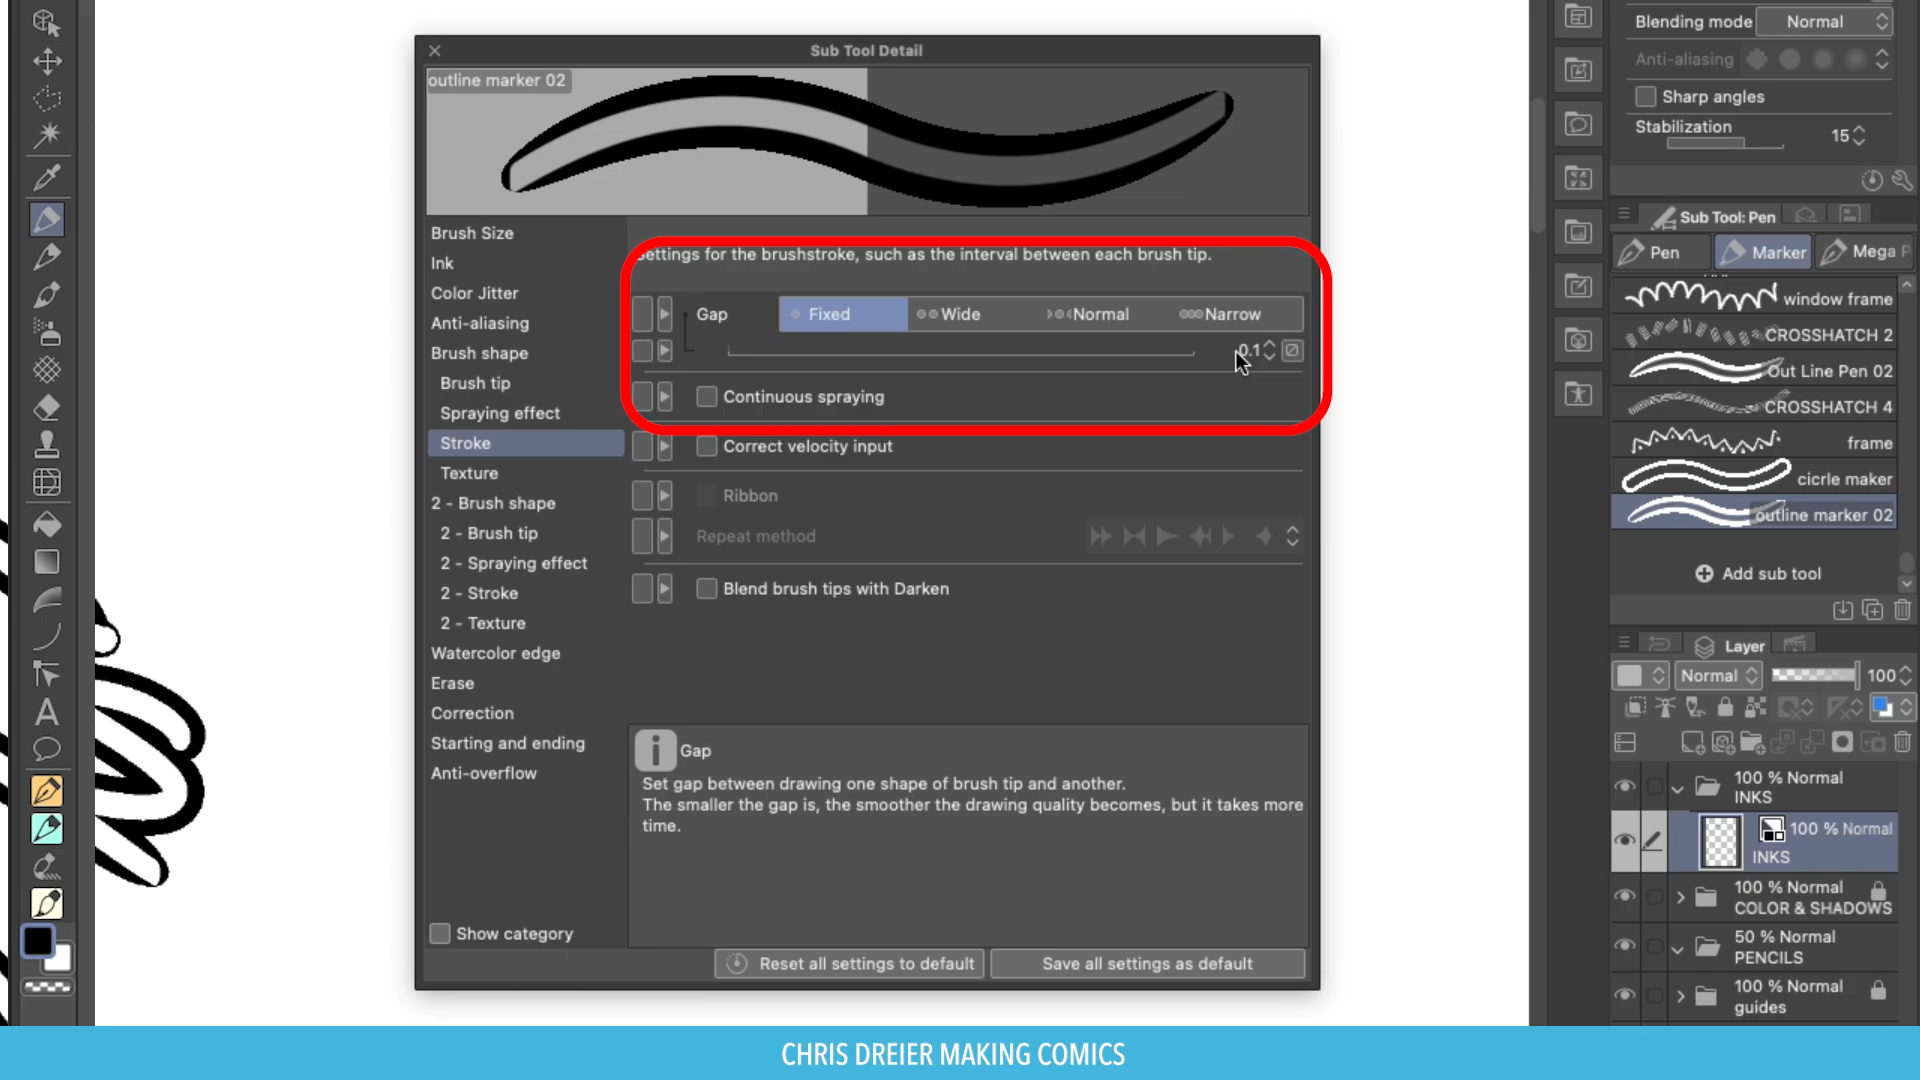 Sub Tool Detail
outline marker 02
Brush Size
Ink
Color Jitter
Anti-aliasing
Brush shape
Brush tip
Spraying effect
Stroke
Texture
2 - Brush shape
2 - Brush tip
2 - Spraying effect
2 - Stroke
2 - Texture
Watercolor edge
Erase
Correction
Starting and ending
Anti-overflow
Show category
ettings for the brushstroke, such as the interval between each brush tip.
Gap
Fixed
Wide
Normal
Narrow
0.1
Continuous spraying
Correct velocity input
Ribbon
Repeat method
Blend brush tips with Darken
Gap
Set gap between drawing one shape of brush tip and another.
The smaller the gap is, the smoother the drawing quality becomes, but it takes more
time.
Reset all settings to default
Save all settings as default
Blending mode Normal
Anti-aliasing
Sharp angles
Stabilization 15
Sub Tool: Pen
Pen Marker Mega P
window frame
CROSSHATCH 2
Out Line Pen 02
CROSSHATCH 4
frame
cicrle maker
outline marker 02
Add sub tool
Layer
Normal 100
100 % Normal
INKS
100 % Normal
INKS
100 % Normal
COLOR & SHADOWS
50 % Normal
PENCILS
100 % Normal
guides
A
CHRIS DREIER MAKING COMICS